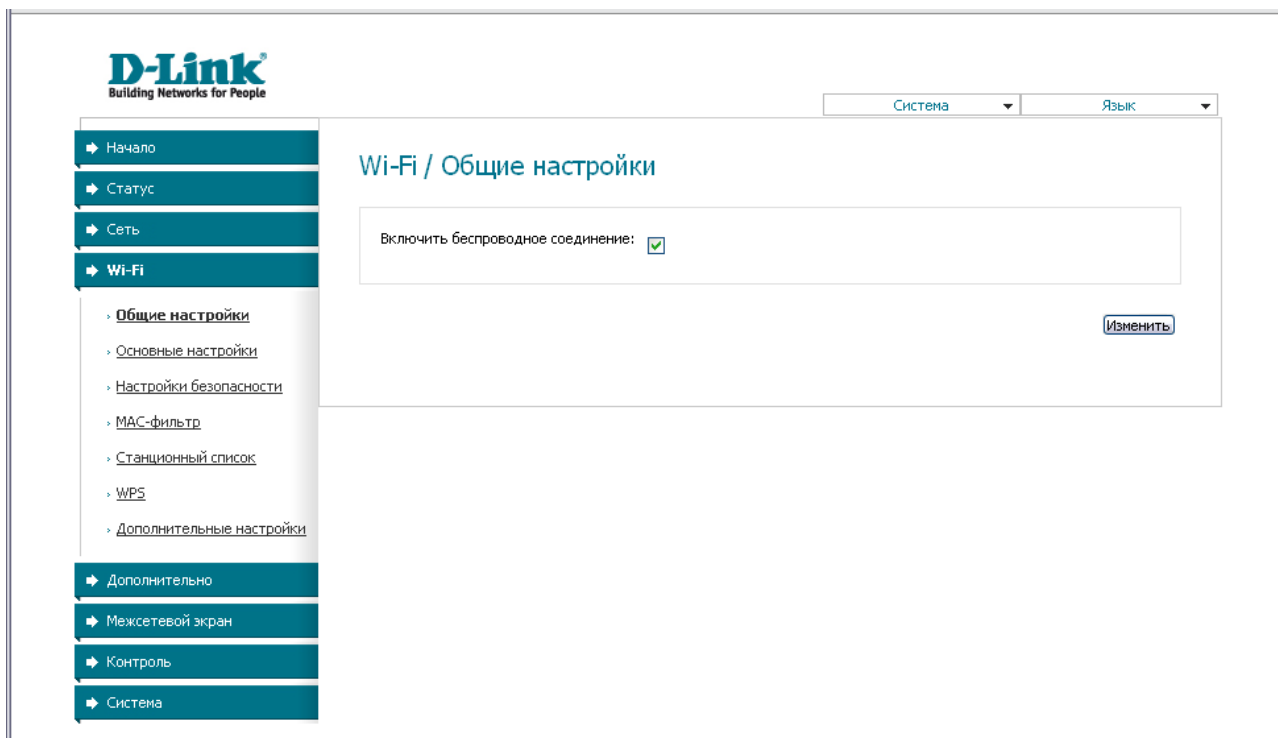 D-Link
Building Networks for People
Система
Язык
Начало
Статус
Сеть
Wi-Fi
Общие настройки
Основные настройки
Настройки безопасности
MAC-фильтр
Станционный список
WPS
Дополнительные настройки
Дополнительно
Межсетевой экран
Контроль
Система
Wi-Fi / Общие настройки
Включить беспроводное соединение:
Изменить